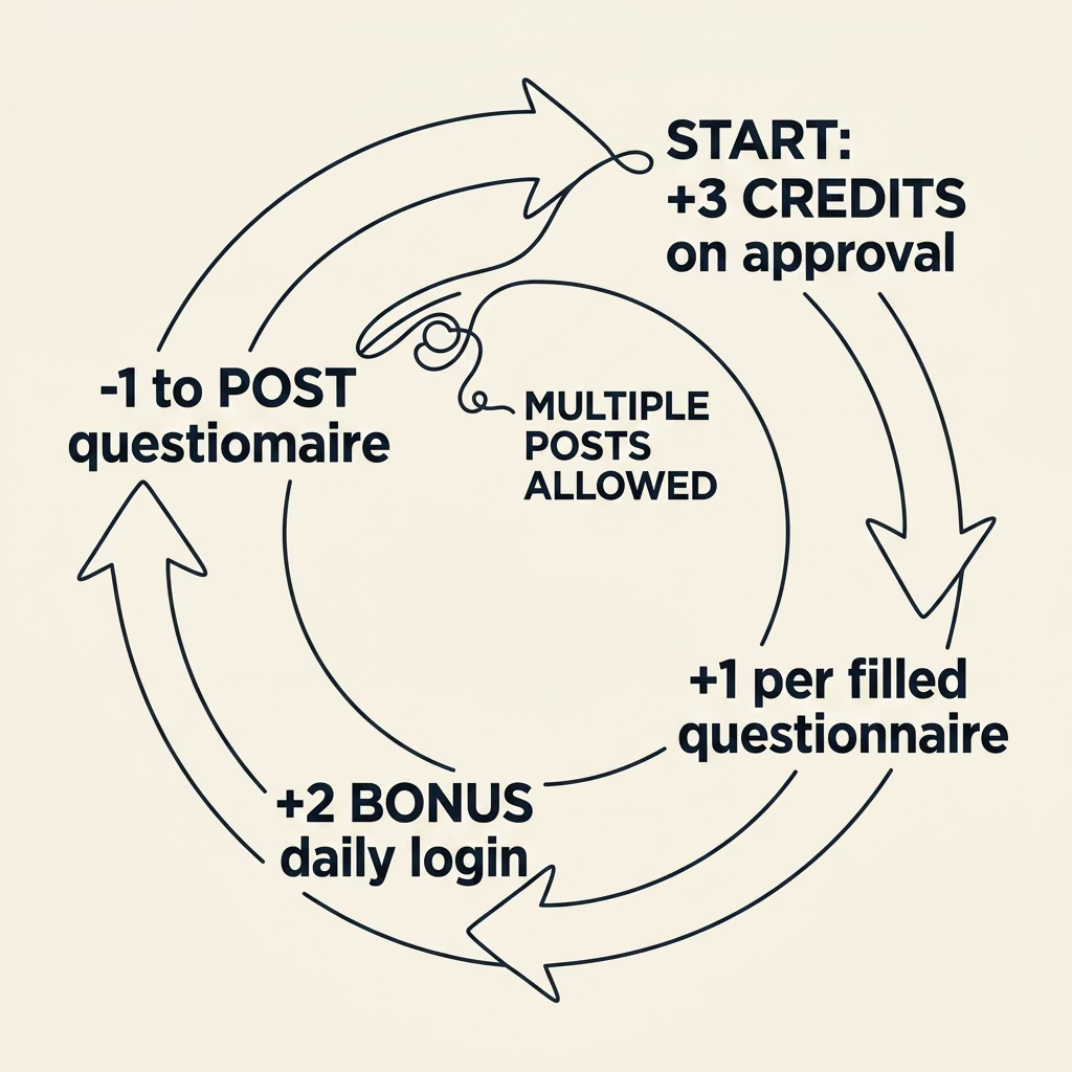 START:
+3 CREDITS
on approval
-1 to POST
questiomaire
MULTIPLE
POSTS
ALLOWED
+1 per filled
questionnaire
+2 BONUS
daily login